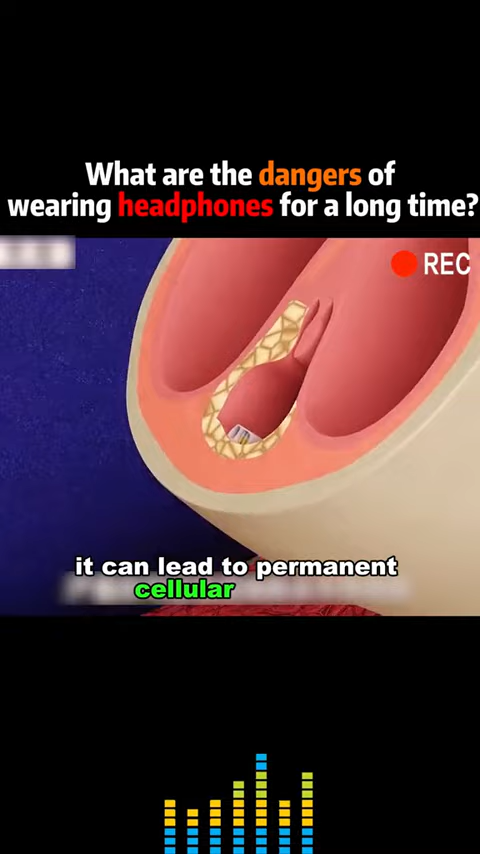 What are the dangers of
wearing headphones for a long time?
REC
it can lead to permanent
cellular